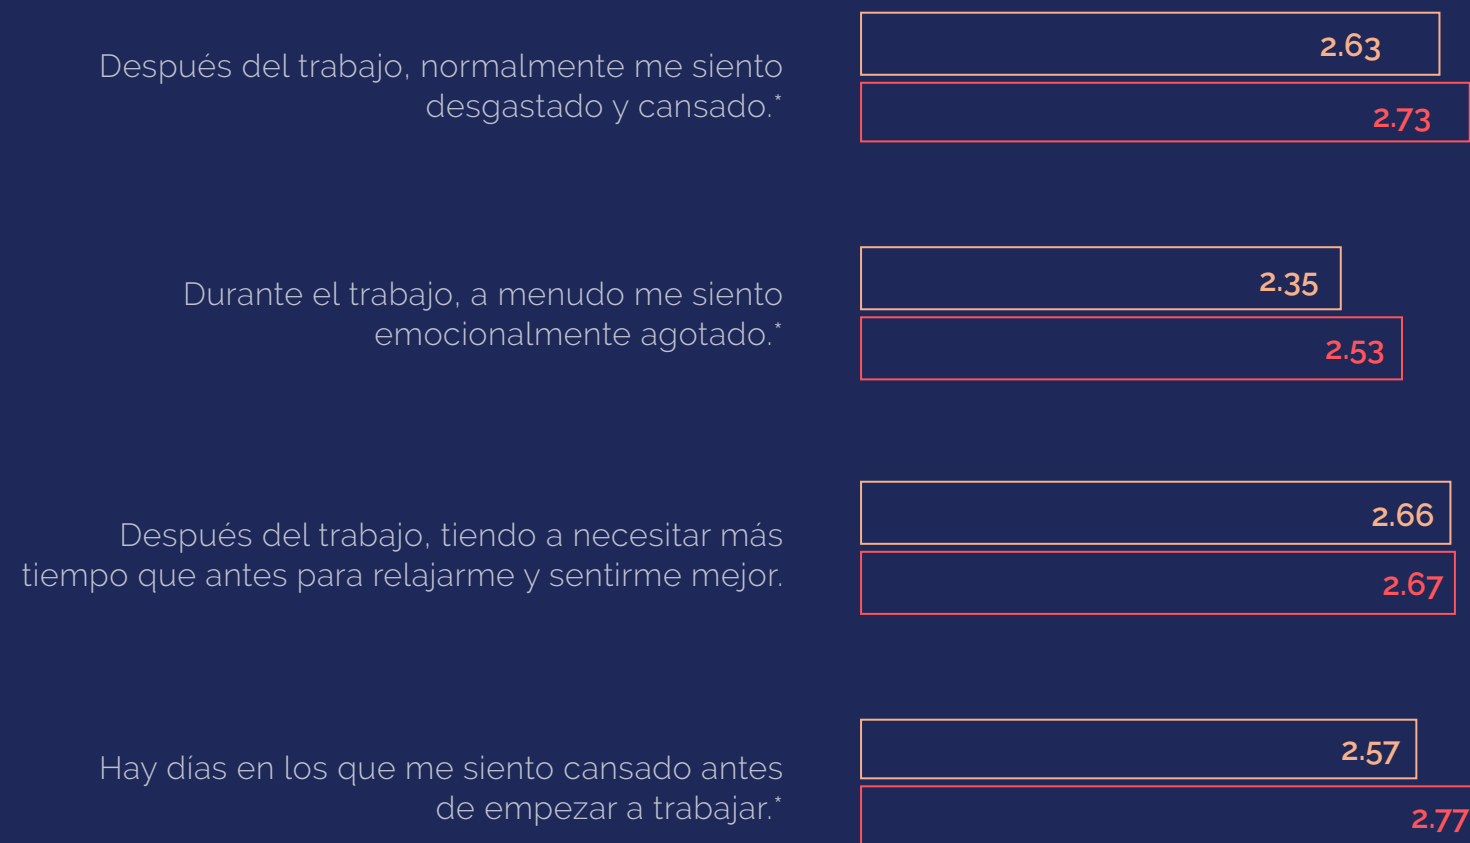 Después del trabajo, normalmente me siento
desgastado y cansado.*
2.63
2.73
Durante el trabajo, a menudo me siento
emocionalmente agotado.*
2.35
2.53
Después del trabajo, tiendo a necesitar más
tiempo que antes para relajarme y sentirme mejor.
2.66
2.67
Hay días en los que me siento cansado antes
de empezar a trabajar.*
2.57
2.77